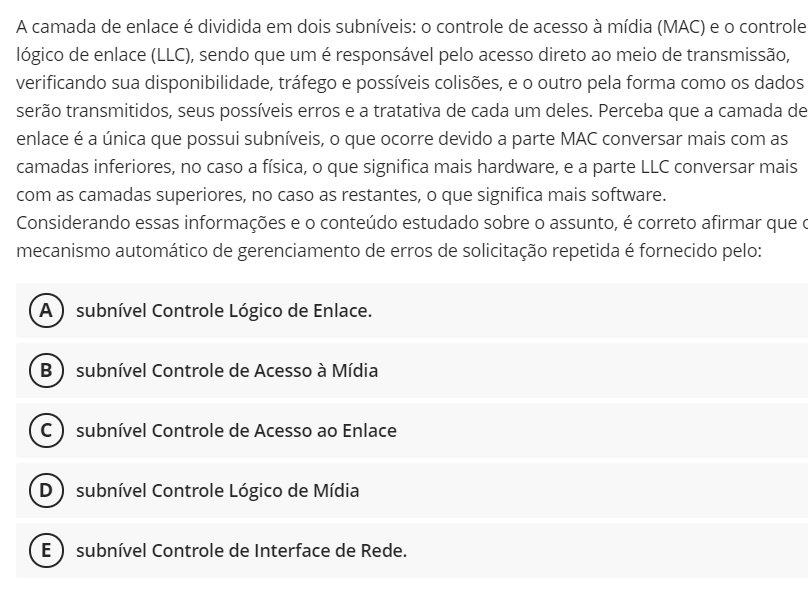 A camada de enlace é dividida em dois subníveis: o controle de acesso à mídia (MAC) e o controle
lógico de enlace (LLC), sendo que um é responsável pelo acesso direto ao meio de transmissão,
verificando sua disponibilidade, tráfego e possíveis colisões, e o outro pela forma como os dados
serão transmitidos, seus possíveis erros e a tratativa de cada um deles. Perceba que a camada de
enlace é a única que possui subníveis, o que ocorre devido a parte MAC conversar mais com as
camadas inferiores, no caso a física, o que significa mais hardware, e a parte LLC conversar mais
com as camadas superiores, no caso as restantes, o que significa mais software.
Considerando essas informações e o conteúdo estudado sobre o assunto, é correto afirmar que
mecanismo automático de gerenciamento de erros de solicitação repetida é fornecido pelo:
A subnível Controle Lógico de Enlace.
B subnível Controle de Acesso à Mídia
C subnível Controle de Acesso ao Enlace
D subnível Controle Lógico de Mídia
E subnível Controle de Interface de Rede.